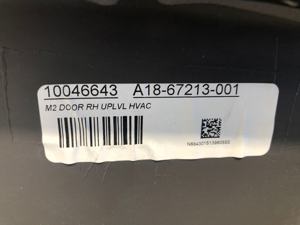 10046643 A18-67213-001
M2 DOOR RH UPLVL HVAC